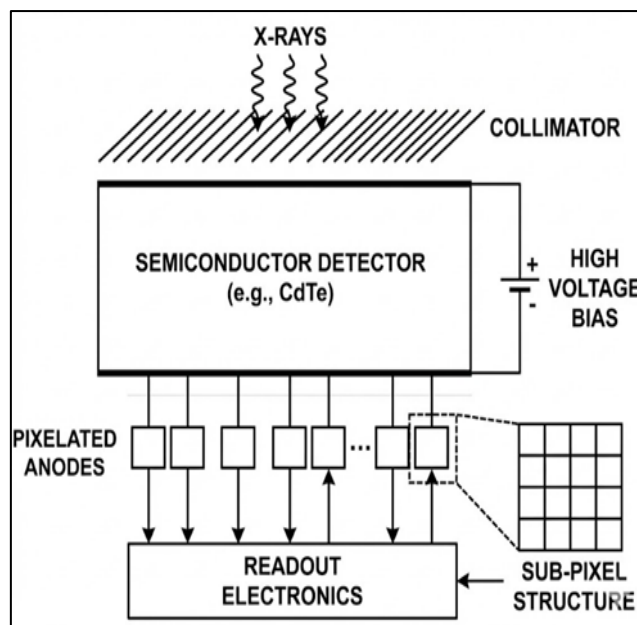 X-RAYS
COLLIMATOR
SEMICONDUCTOR DETECTOR
(e.g., CdTe)
+
-
HIGH
VOLTAGE
BIAS
PIXELATED
ANODES
...
READOUT
ELECTRONICS
SUB-PIXEL
STRUCTURE